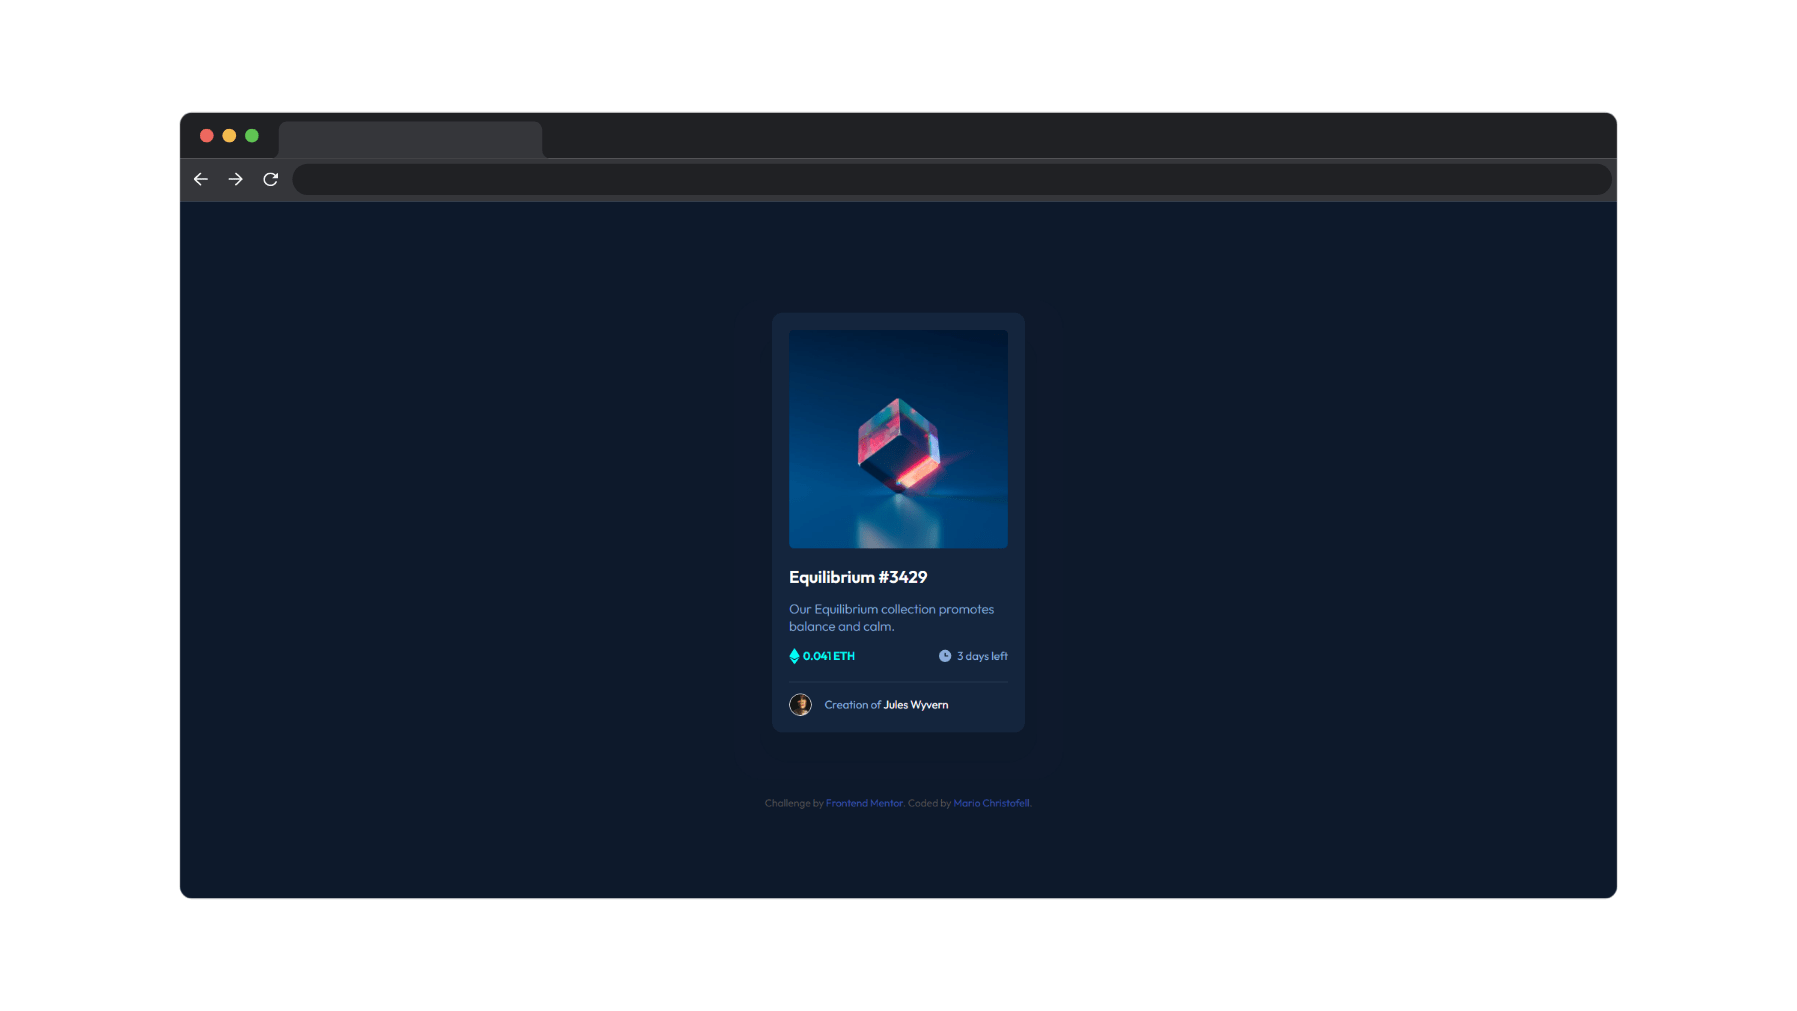 Equilibrium #3429
Our Equilibrium collection promotes
balance and calm.
0.041 ETH
3 days left
Creation of Jules Wyvern
Challenge by Frontend Mentor. Coded by Mario Christofell.